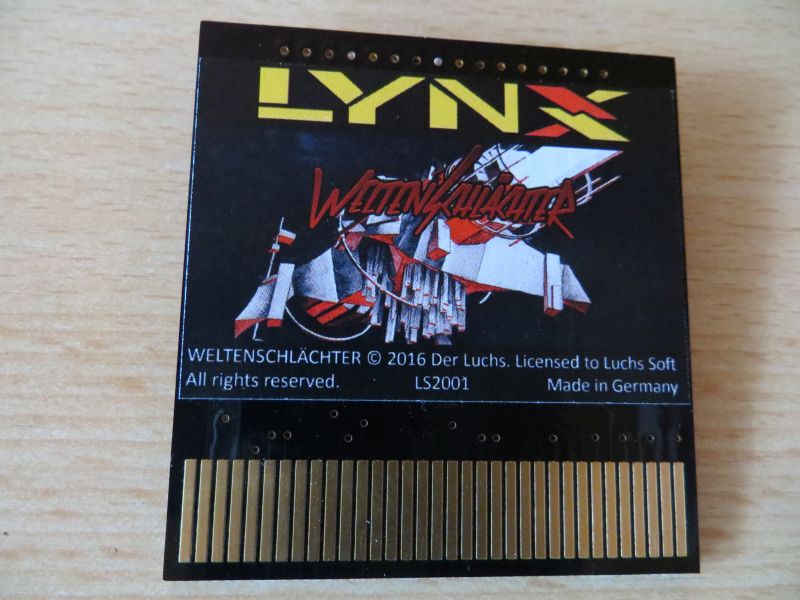 LYNX
WELTENSCHLÄCHTER
WELTENSCHLÄCHTER © 2016 Der Luchs. Licensed to Luchs Soft
All rights reserved. LS2001 Made in Germany